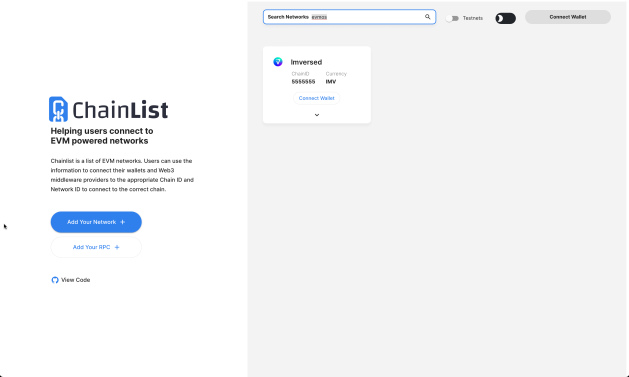 Search Networks evmos
Testnets
Connect Wallet
Imversed
ChainID Currency
5555555 IMV
Connect Wallet
ChainList
Helping users connect to
EVM powered networks
Chainlist is a list of EVM networks. Users can use the
information to connect their wallets and Web3
middleware providers to the appropriate Chain ID and
Network ID to connect to the correct chain.
Add Your Network +
Add Your RPC +
View Code